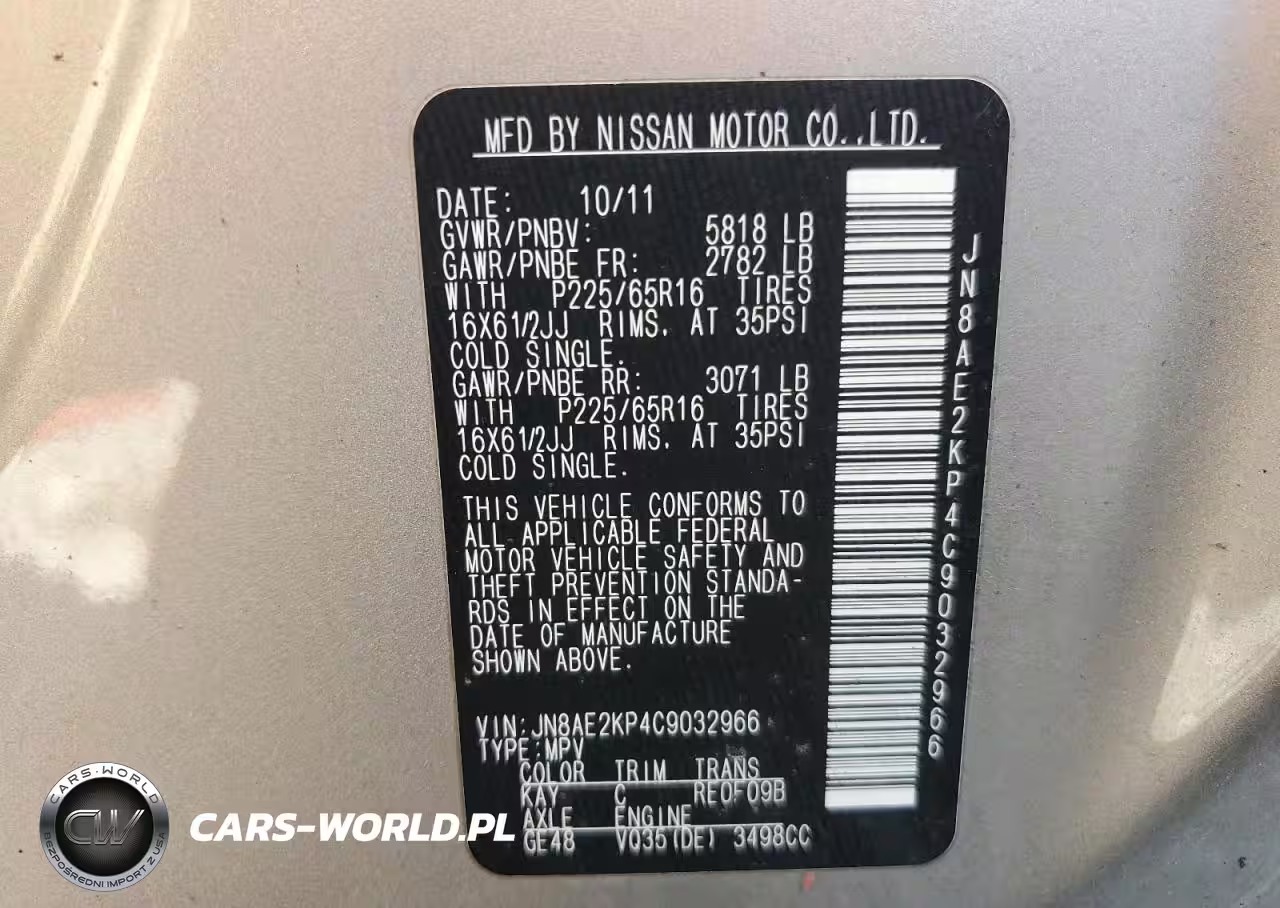 MFD BY NISSAN MOTOR CO.,LTD.
DATE: 10/11
GVWR/PNBV: 5818 LB
GAWR/PNBE FR: 2782 LB
WITH P225/65R16 TIRES
16X61/2JJ RIMS. AT 35PSI
COLD SINGLE.
GAWR/PNBE RR: 3071 LB
WITH P225/65R16 TIRES
16X61/2JJ RIMS. AT 35PSI
COLD SINGLE.
THIS VEHICLE CONFORMS TO
ALL APPLICABLE FEDERAL
MOTOR VEHICLE SAFETY AND
THEFT PREVENTION STANDA-
RDS IN EFFECT ON THE
DATE OF MANUFACTURE
SHOWN ABOVE.
VIN:JN8AE2KP4C9032966
TYPE:MPV
COLOR TRIM TRANS
KAY C RE0F09B
AXLE ENGINE
GE48 VQ35(DE) 3498CC
JN8AE2KP4C9032966
CARS-WORLD
CW
BEZPOŚREDNI IMPORT Z USA
CARS-WORLD.PL